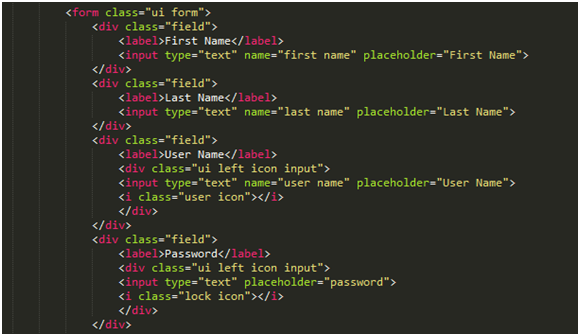 <form class="ui form">
<div class="field">
<label>First Name</label>
<input type="text" name="first name" placeholder="First Name">
</div>
<div class="field">
<label>Last Name</label>
<input type="text" name="last name" placeholder="Last Name">
</div>
<div class="field">
<label>User Name</label>
<div class="ui left icon input">
<input type="text" name="user name" placeholder="User Name">
<i class="user icon"></i>
</div>
</div>
<div class="field">
<label>Password</label>
<div class="ui left icon input">
<input type="text" placeholder="password">
<i class="lock icon"></i>
</div>
</div>